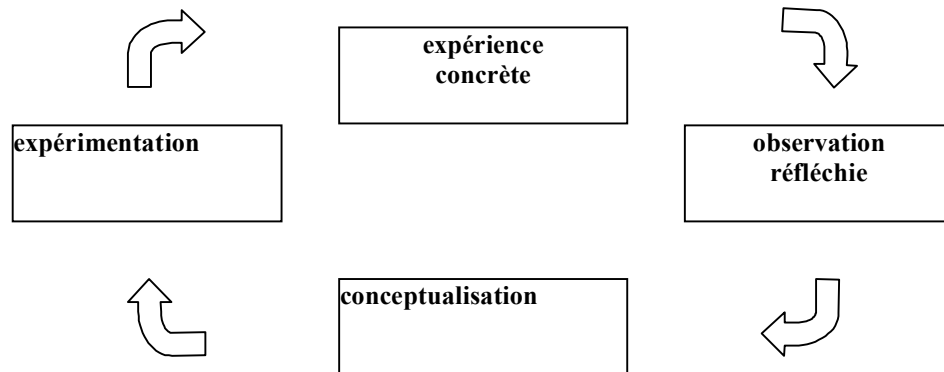 expérience
concrète
expérimentation
observation
réfléchie
conceptualisation